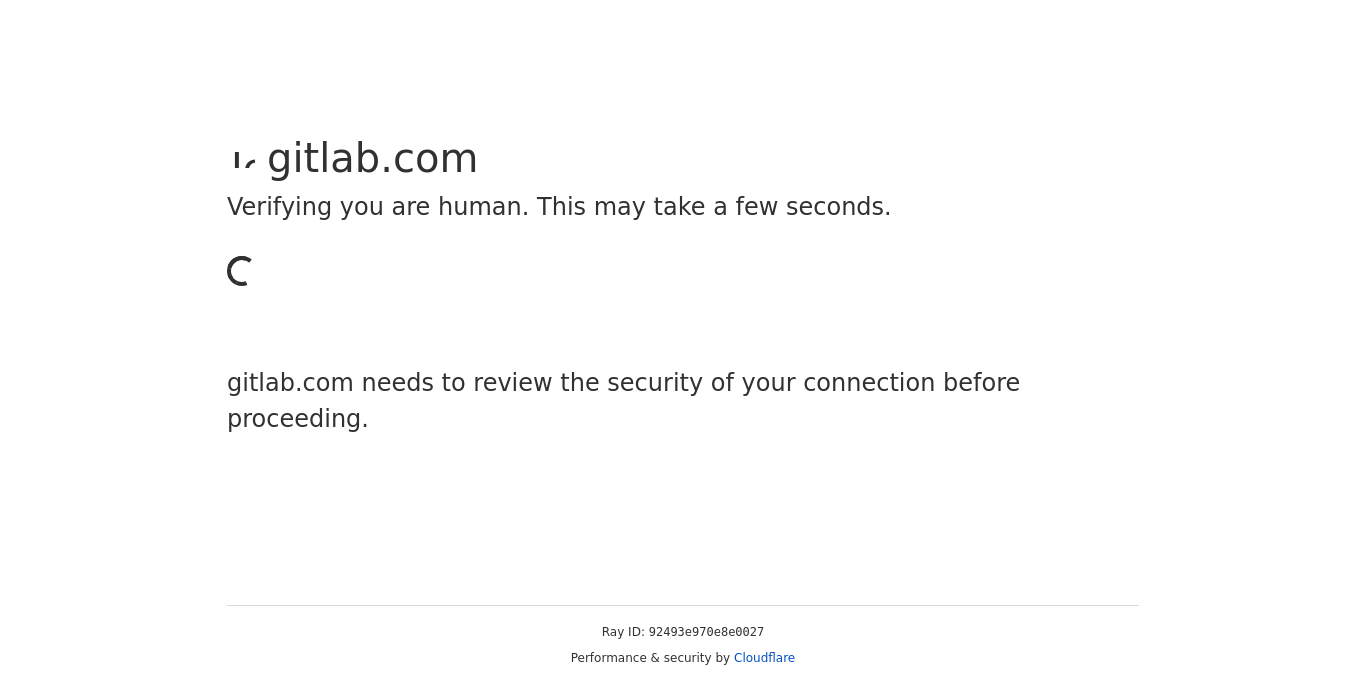 gitlab.com
Verifying you are human. This may take a few seconds.
gitlab.com needs to review the security of your connection before
proceeding.
Ray ID: 92493e970e8e0027
Performance & security by Cloudflare